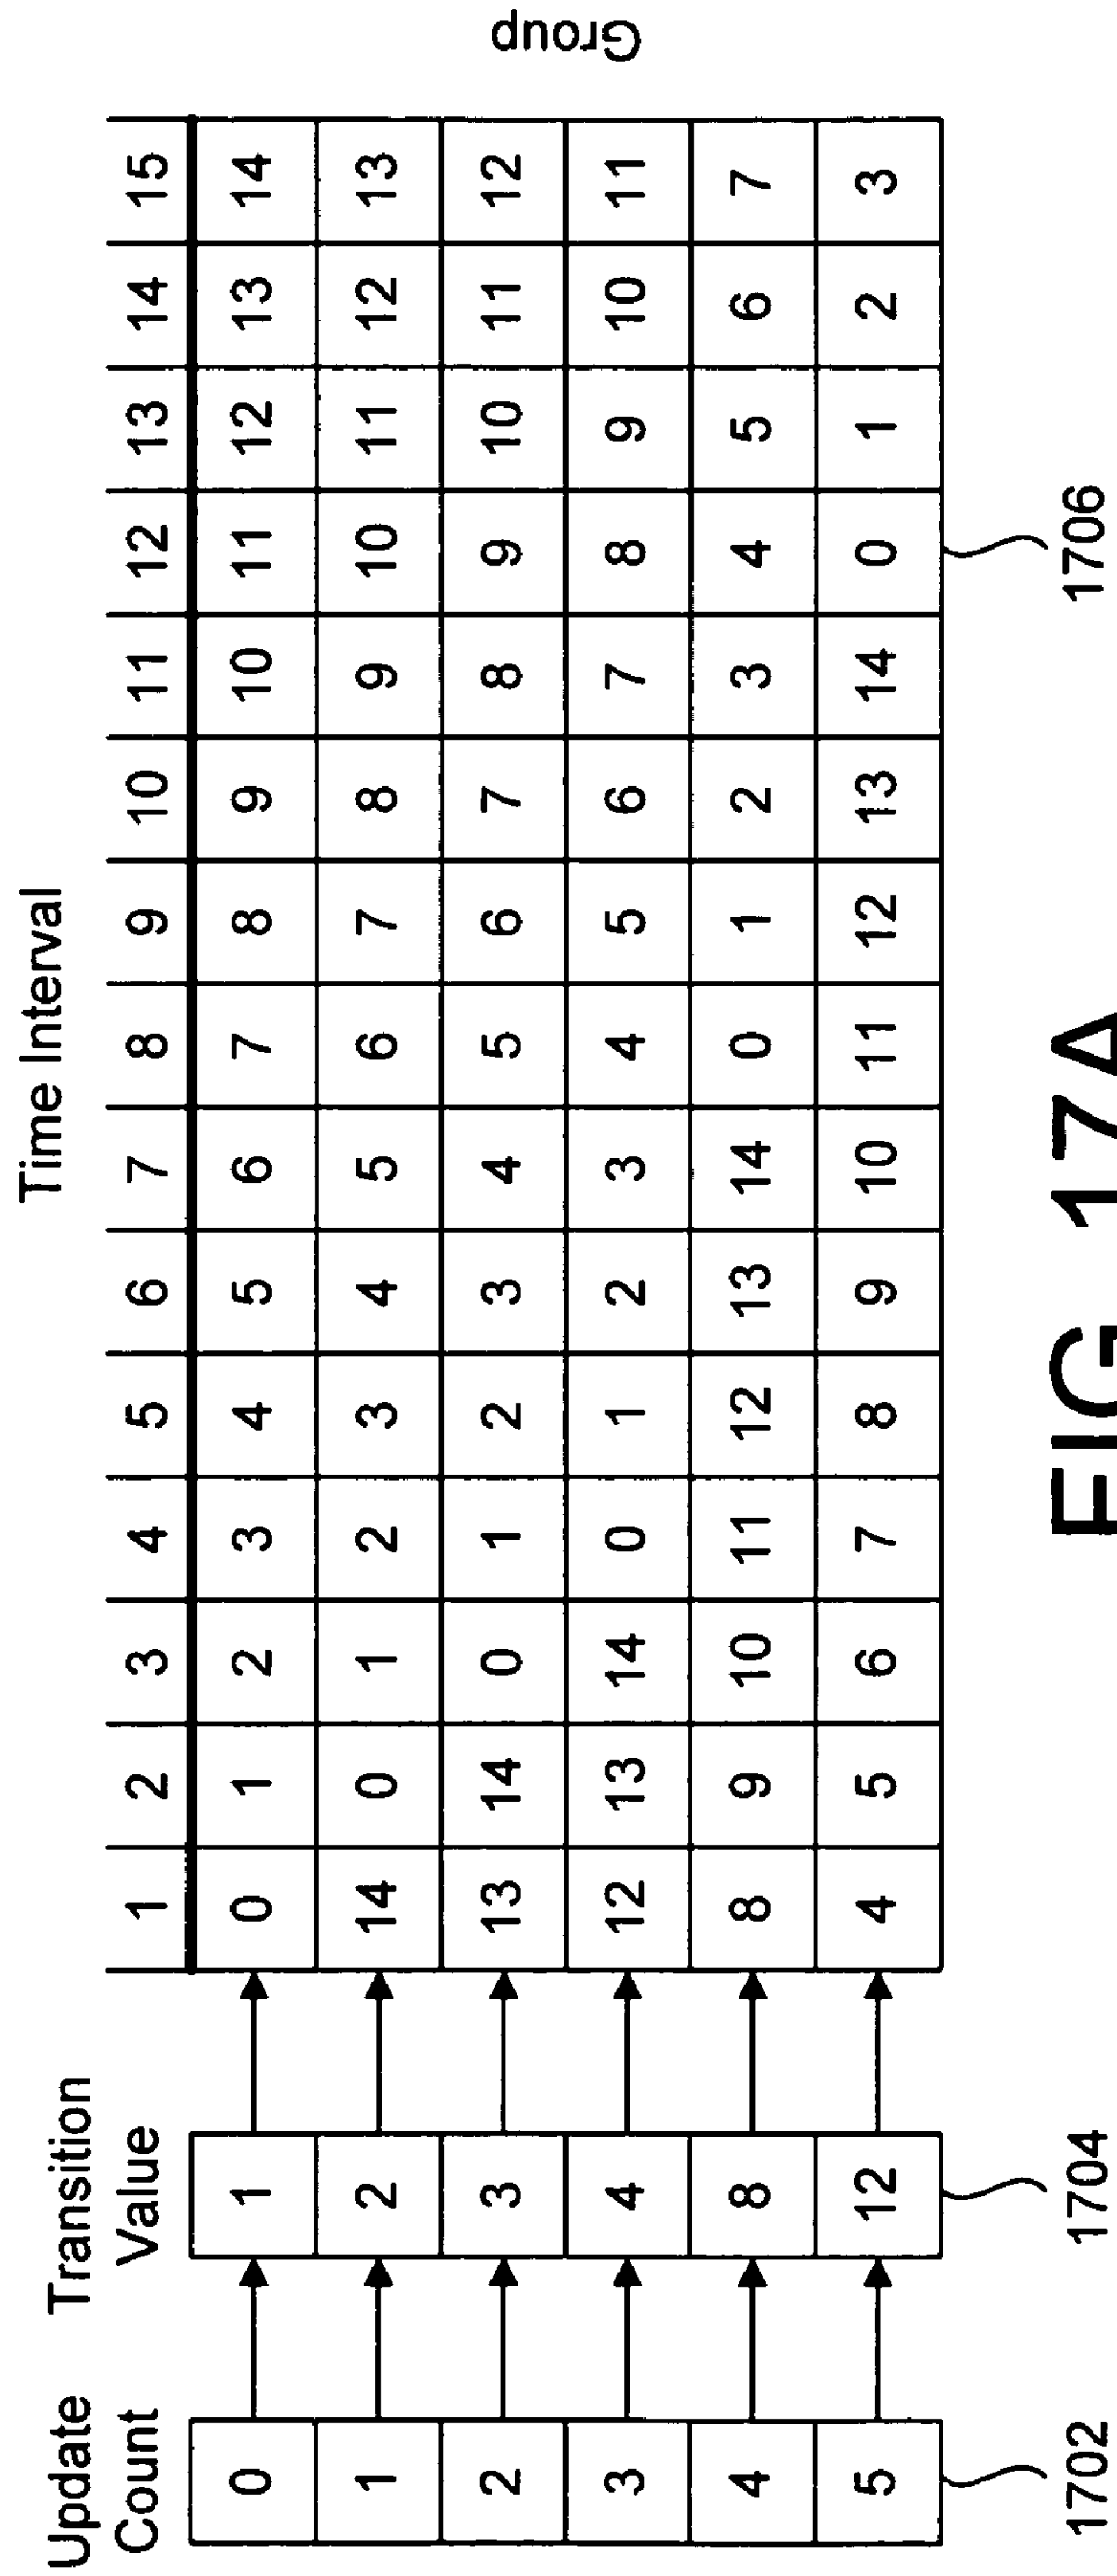 Time Interval
Update Count
Transition Value
1 2 3 4 5 6 7 8 9 10 11 12 13 14 15
0 1 0 1 2 3 4 5 6 7 8 9 10 11 12 13 14
1 2 14 0 1 2 3 4 5 6 7 8 9 10 11 12 13
2 3 13 14 0 1 2 3 4 5 6 7 8 9 10 11 12
3 4 12 13 14 0 1 2 3 4 5 6 7 8 9 10 11
4 8 8 9 10 11 12 13 14 0 1 2 3 4 5 6 7
5 12 4 5 6 7 8 9 10 11 12 13 14 0 1 2 3
Group
1702 1704 1706
FIG 17A